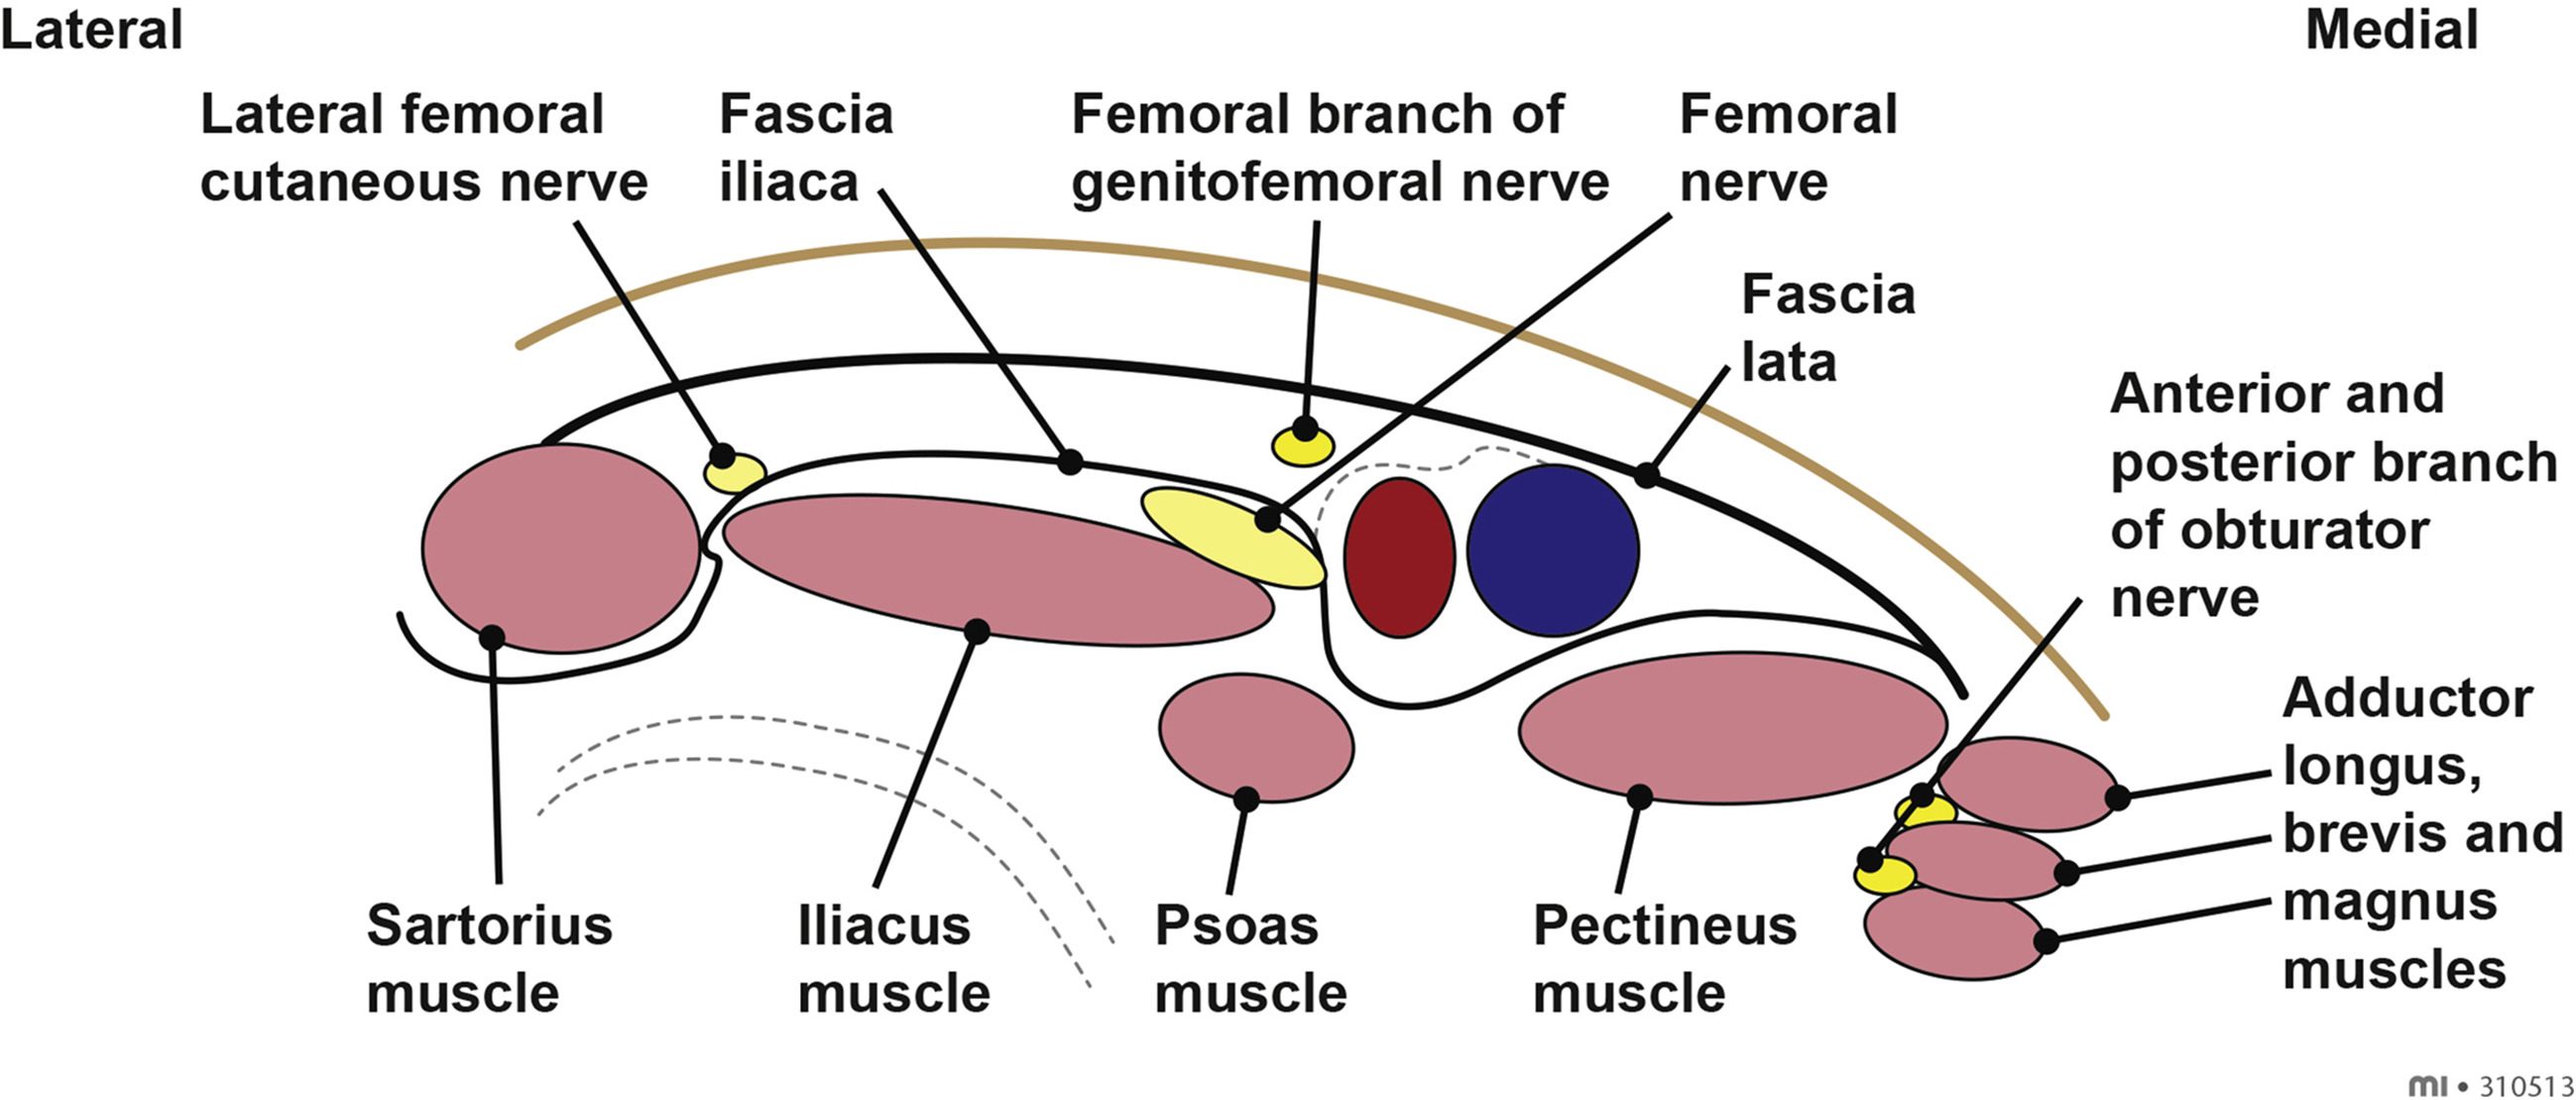 Lateral
Medial
Lateral femoral
cutaneous nerve
Fascia
iliaca
Femoral branch of
genitofemoral nerve
Femoral
nerve
Fascia
lata
Anterior and
posterior branch
of obturator
nerve
Adductor
longus,
brevis and
magnus
muscles
Sartorius
muscle
Iliacus
muscle
Psoas
muscle
Pectineus
muscle
mı • 310513